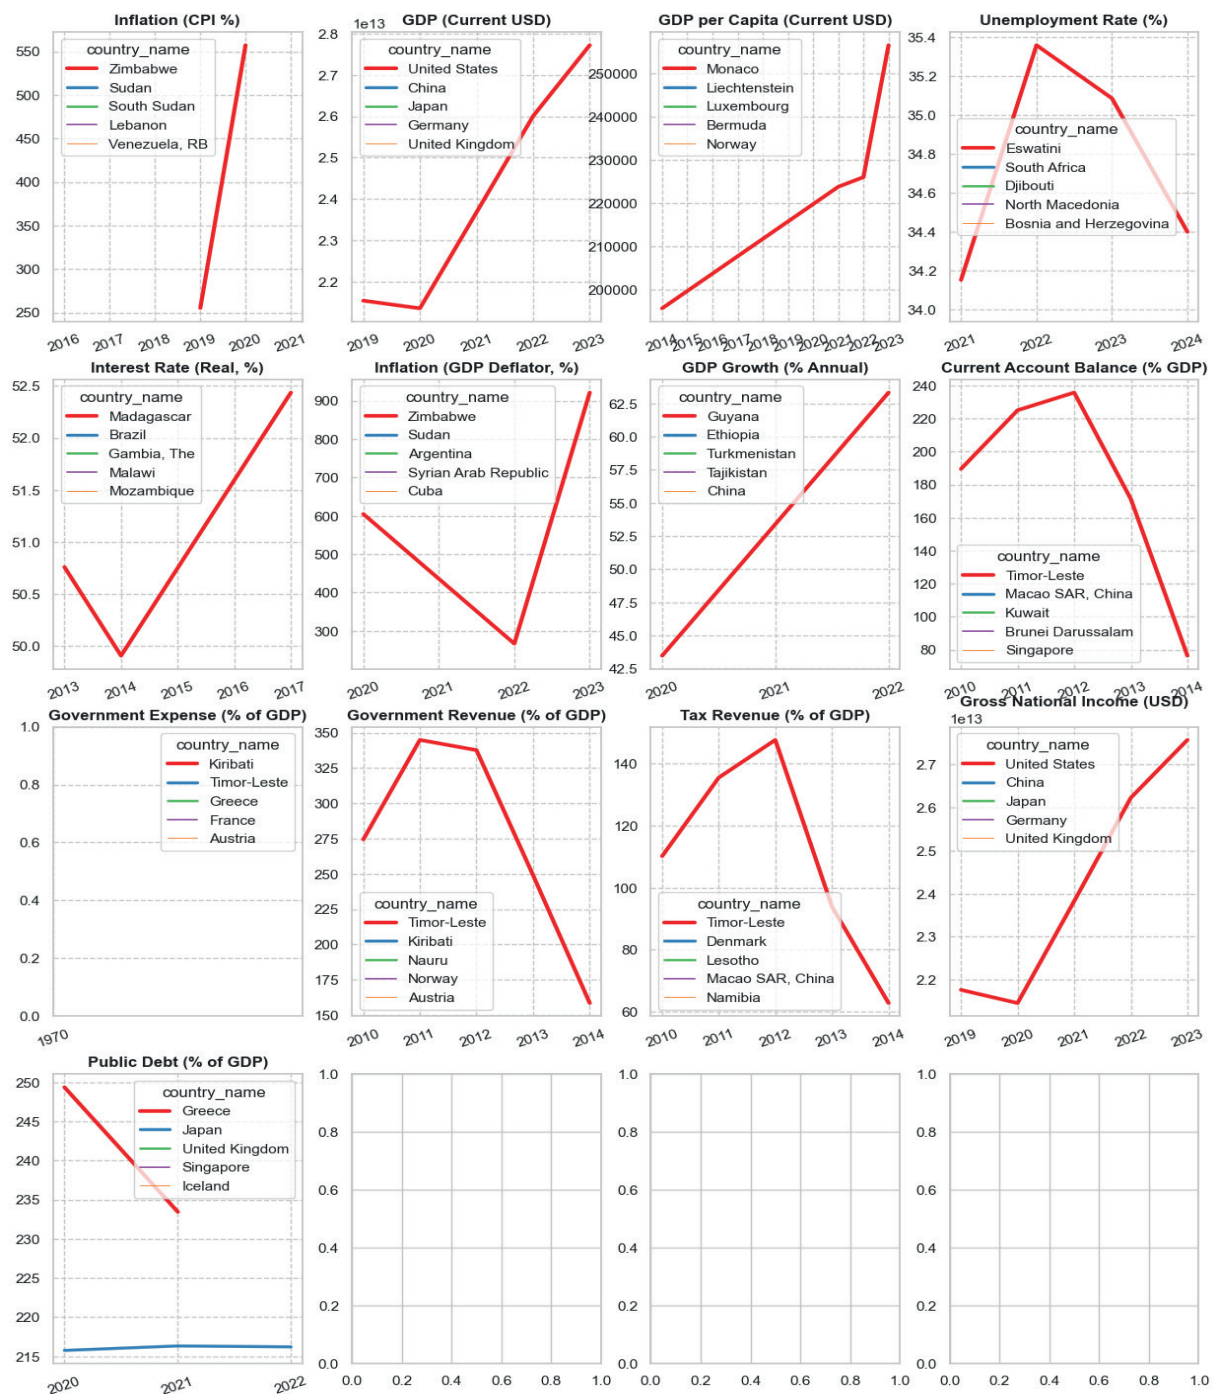 Inflation (CPI %)
550
500
450
400
350
300
250
country_name
Zimbabwe
Sudan
South Sudan
Lebanon
Venezuela, RB
2016 2017 2018 2019 2020 2021
GDP (Current USD)
1e13
2.8
2.7
2.6
2.5
2.4
2.3
2.2
country_name
United States
China
Japan
Germany
United Kingdom
2019 2020 2021 2022 2023
GDP per Capita (Current USD)
250000
240000
230000
220000
210000
200000
country_name
Monaco
Liechtenstein
Luxembourg
Bermuda
Norway
2014 2015 2016 2017 2018 2019 2020 2021 2022 2023
Unemployment Rate (%)
35.4
35.2
35.0
34.8
34.6
34.4
34.2
34.0
country_name
Eswatini
South Africa
Djibouti
North Macedonia
Bosnia and Herzegovina
2021 2022 2023 2024
Interest Rate (Real, %)
52.5
52.0
51.5
51.0
50.5
50.0
country_name
Madagascar
Brazil
Gambia, The
Malawi
Mozambique
2013 2014 2015 2016 2017
Inflation (GDP Deflator, %)
900
800
700
600
500
400
300
country_name
Zimbabwe
Sudan
Argentina
Syrian Arab Republic
Cuba
2020 2021 2022 2023
GDP Growth (% Annual)
62.5
60.0
57.5
55.0
52.5
50.0
47.5
45.0
42.5
country_name
Guyana
Ethiopia
Turkmenistan
Tajikistan
China
2020 2021 2022
Current Account Balance (% GDP)
240
220
200
180
160
140
120
100
80
country_name
Timor-Leste
Macao SAR, China
Kuwait
Brunei Darussalam
Singapore
2010 2011 2012 2013 2014
Government Expense (% of GDP)
1.0
0.8
0.6
0.4
0.2
0.0
country_name
Kiribati
Timor-Leste
Greece
France
Austria
1970
Government Revenue (% of GDP)
350
325
300
275
250
225
200
175
150
country_name
Timor-Leste
Kiribati
Nauru
Norway
Austria
2010 2011 2012 2013 2014
Tax Revenue (% of GDP)
140
120
100
80
60
country_name
Timor-Leste
Denmark
Lesotho
Macao SAR, China
Namibia
2010 2011 2012 2013 2014
Gross National Income (USD)
1e13
2.7
2.6
2.5
2.4
2.3
2.2
country_name
United States
China
Japan
Germany
United Kingdom
2019 2020 2021 2022 2023
Public Debt (% of GDP)
250
245
240
235
230
225
220
215
country_name
Greece
Japan
United Kingdom
Singapore
Iceland
2020 2021 2022
1.0
0.8
0.6
0.4
0.2
0.0
0.0 0.2 0.4 0.6 0.8 1.0
1.0
0.8
0.6
0.4
0.2
0.0
0.0 0.2 0.4 0.6 0.8 1.0
1.0
0.8
0.6
0.4
0.2
0.0
0.0 0.2 0.4 0.6 0.8 1.0